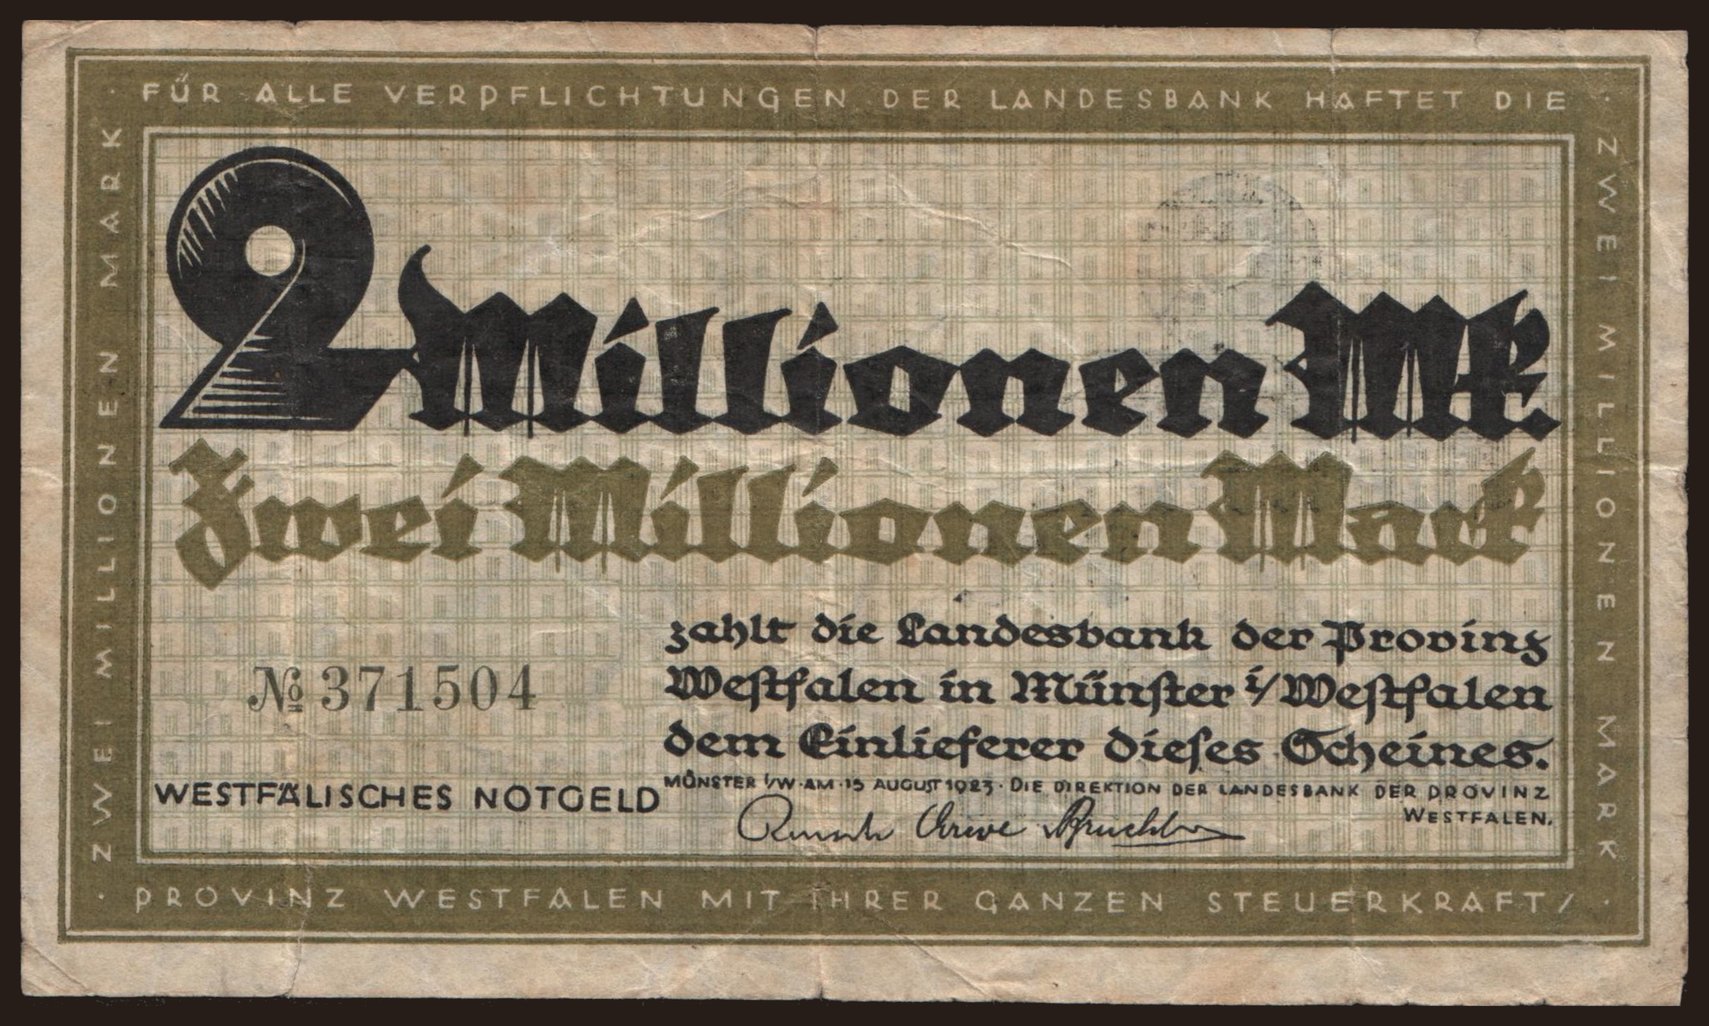 FÜR ALLE VERPFLICHTUNGEN DER LANDESBANK HAFTET DIE
ZWEI MILLIONEN MARK
ZWEI MILLIONEN MARK
2 Millionen Mk.
Zwei Millionen Mark
zahlt die Landesbank der Provinz
Westfalen in Münster i/Westfalen
dem Einlieferer dieses Scheines.
№ 371504
WESTFÄLISCHES NOTGELD
MÜNSTER I/W·AM·15 AUGUST 1923·DIE DIREKTION DER LANDESBANK DER PROVINZ
WESTFALEN.
PROVINZ WESTFALEN MIT IHRER GANZEN STEUERKRAFT/